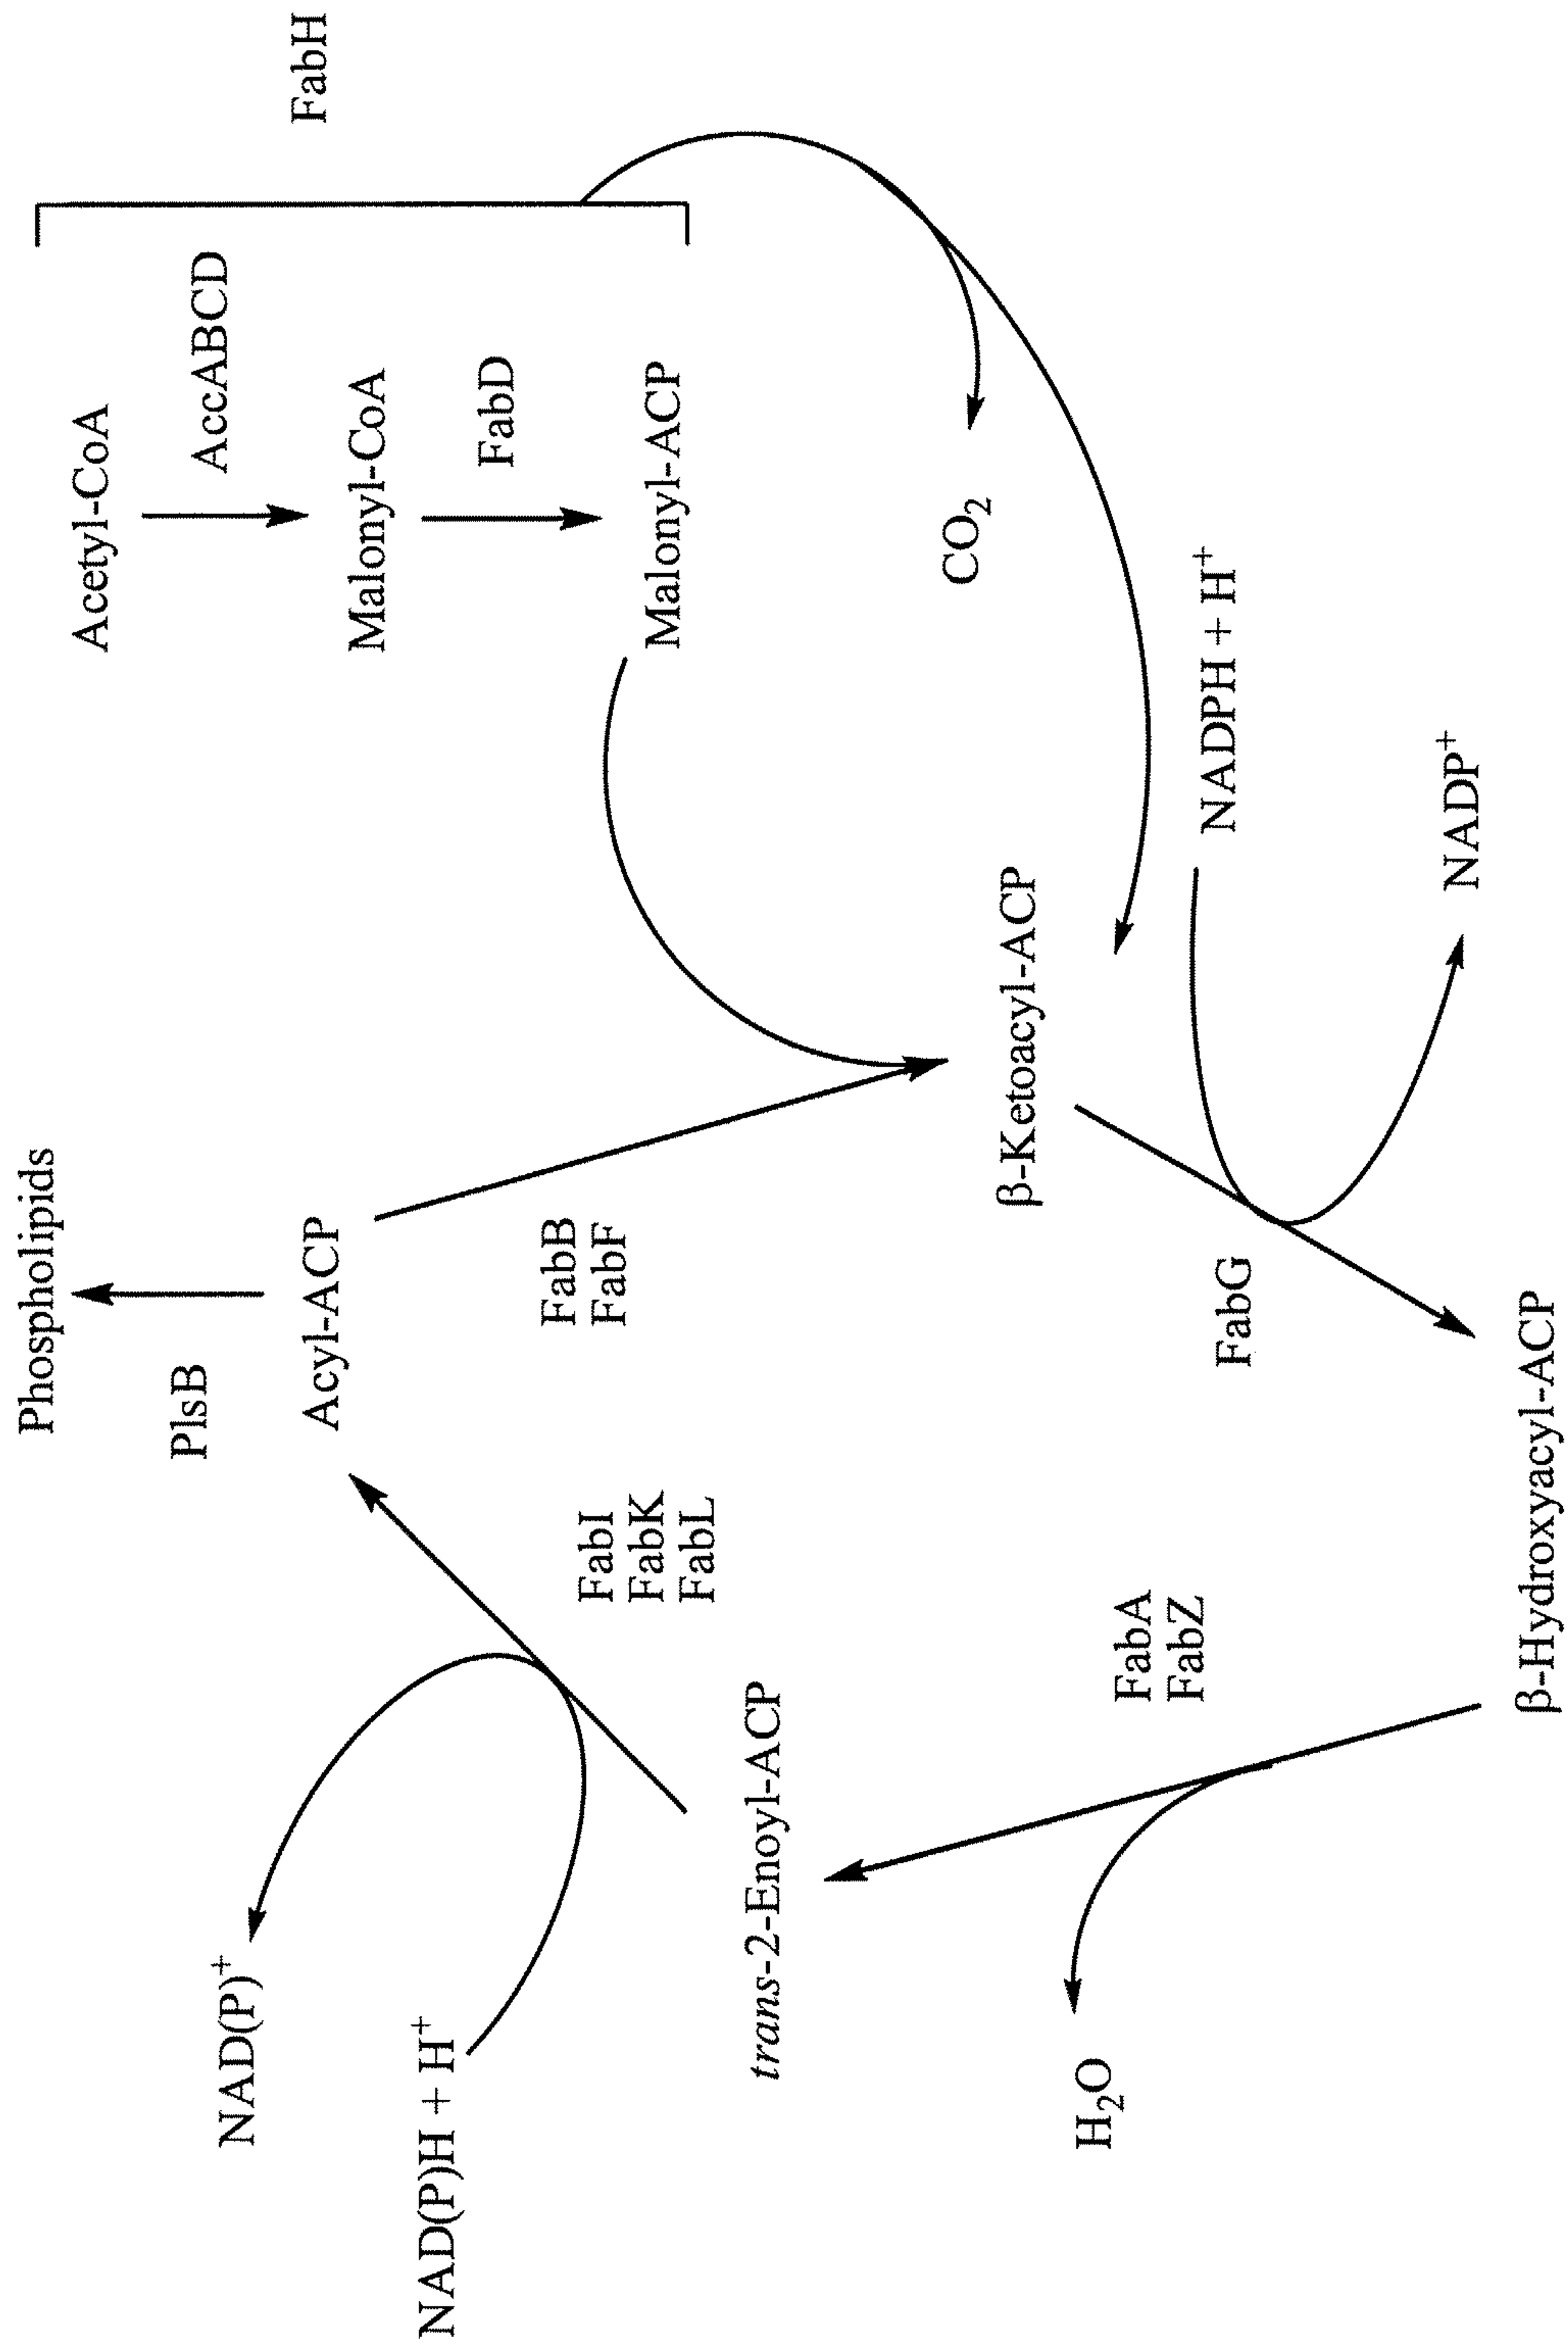 FabH
Acetyl-CoA
AccABCD
Malonyl-CoA
FabD
Malonyl-ACP
CO₂
NADPH + H⁺
NADP⁺
Phospholipids
PlsB
Acyl-ACP
FabB
FabF
β-Ketoacyl-ACP
FabG
β-Hydroxyacyl-ACP
FabI
FabK
FabL
FabA
FabZ
trans-2-Enoyl-ACP
NAD(P)⁺
NAD(P)H + H⁺
H₂O